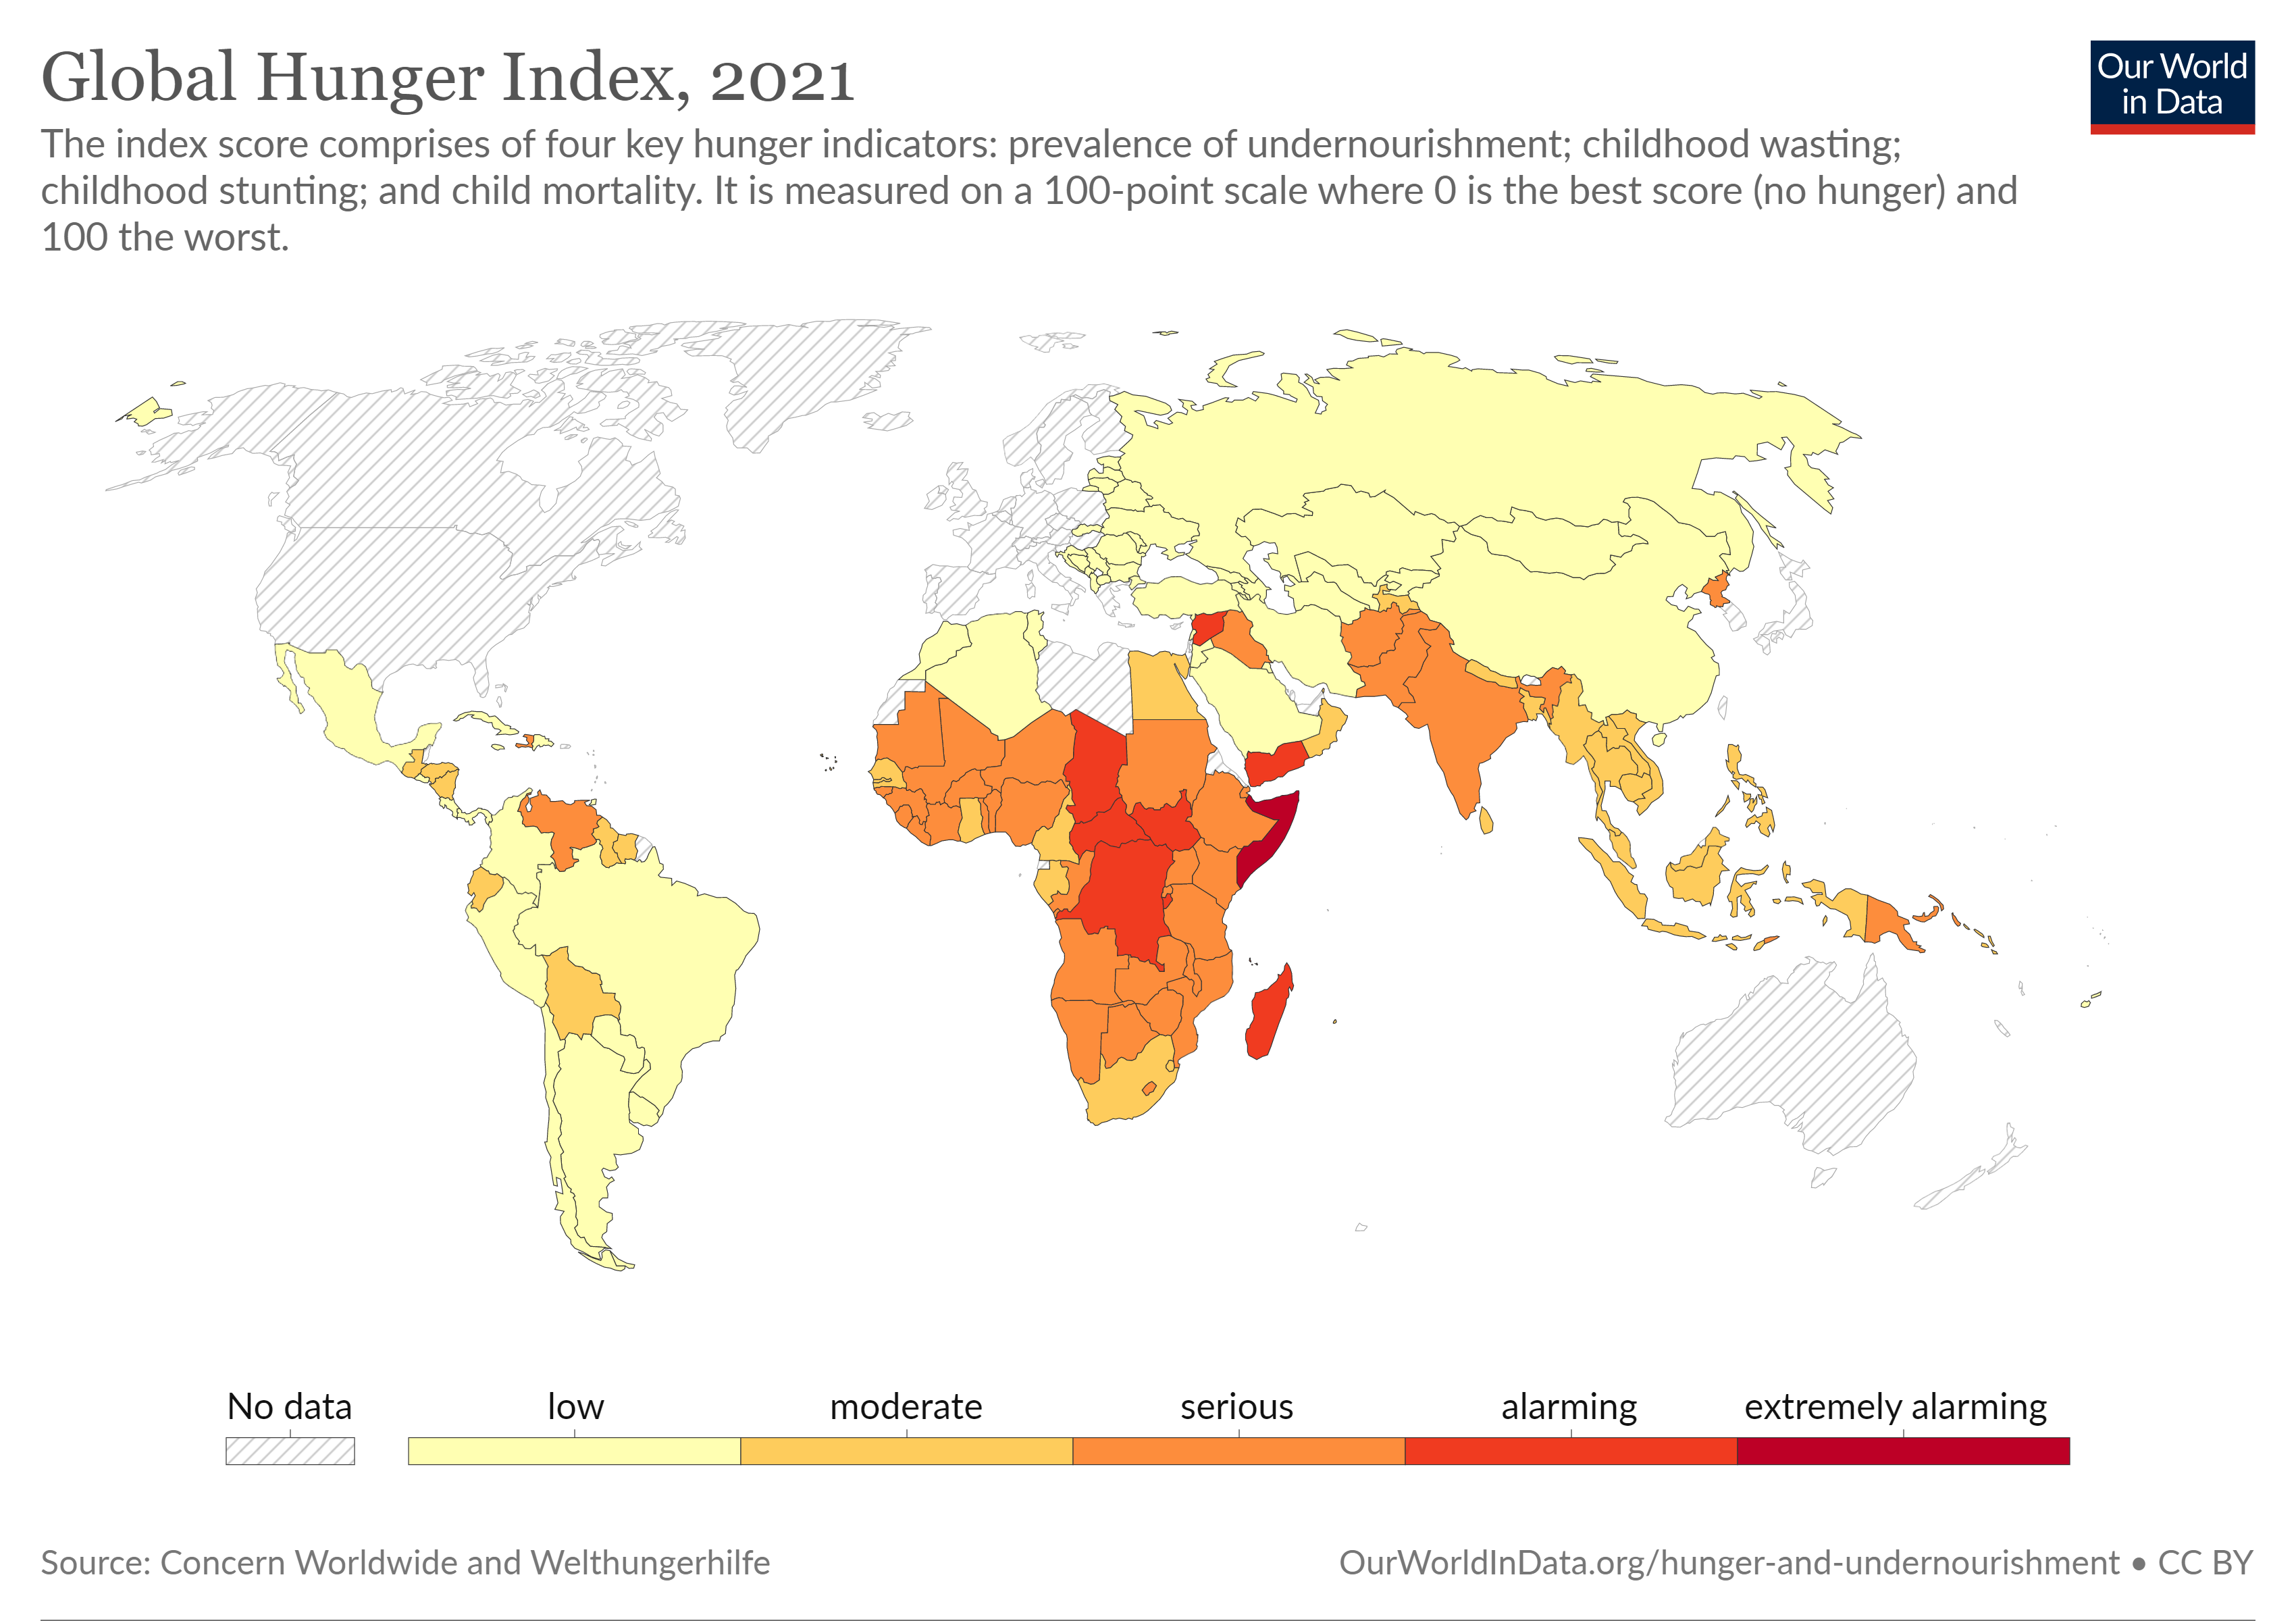 Global Hunger Index, 2021
Our World
in Data
The index score comprises of four key hunger indicators: prevalence of undernourishment; childhood wasting;
childhood stunting; and child mortality. It is measured on a 100-point scale where 0 is the best score (no hunger) and
100 the worst.
No data low moderate serious alarming extremely alarming
Source: Concern Worldwide and Welthungerhilfe OurWorldInData.org/hunger-and-undernourishment • CC BY